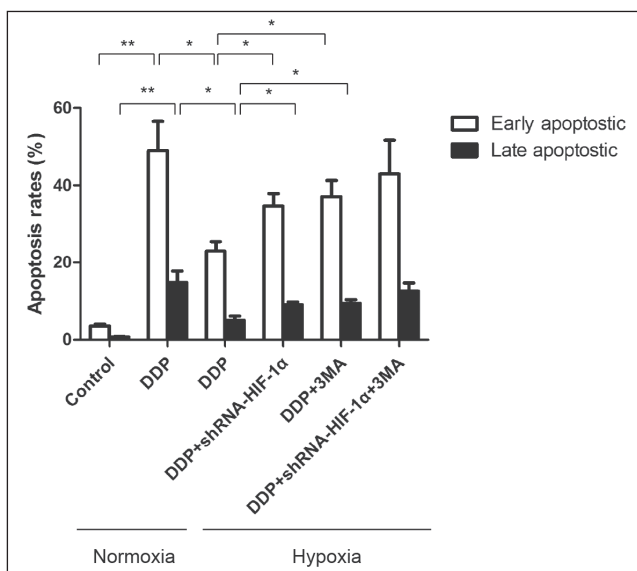 ** * * *
** * * *
Apoptosis rates (%)
60
40
20
0
Early apoptostic
Late apoptostic
Control
DDP
DDP
DDP+shRNA-HIF-1α
DDP+3MA
DDP+shRNA-HIF-1α+3MA
Normoxia
Hypoxia